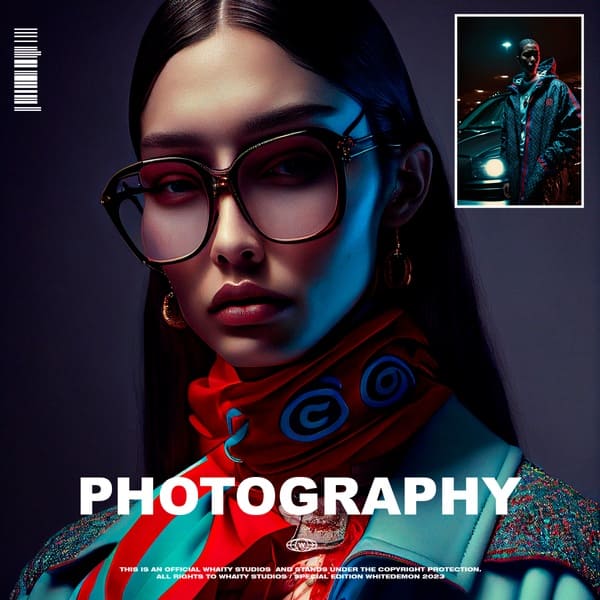 PHOTOGRAPHY
W
THIS IS AN OFFICIAL WHAITY STUDIOS AND STANDS UNDER THE COPYRIGHT PROTECTION.
ALL RIGHTS TO WHAITY STUDIOS / SPECIAL EDITION WHITEDEMON 2023